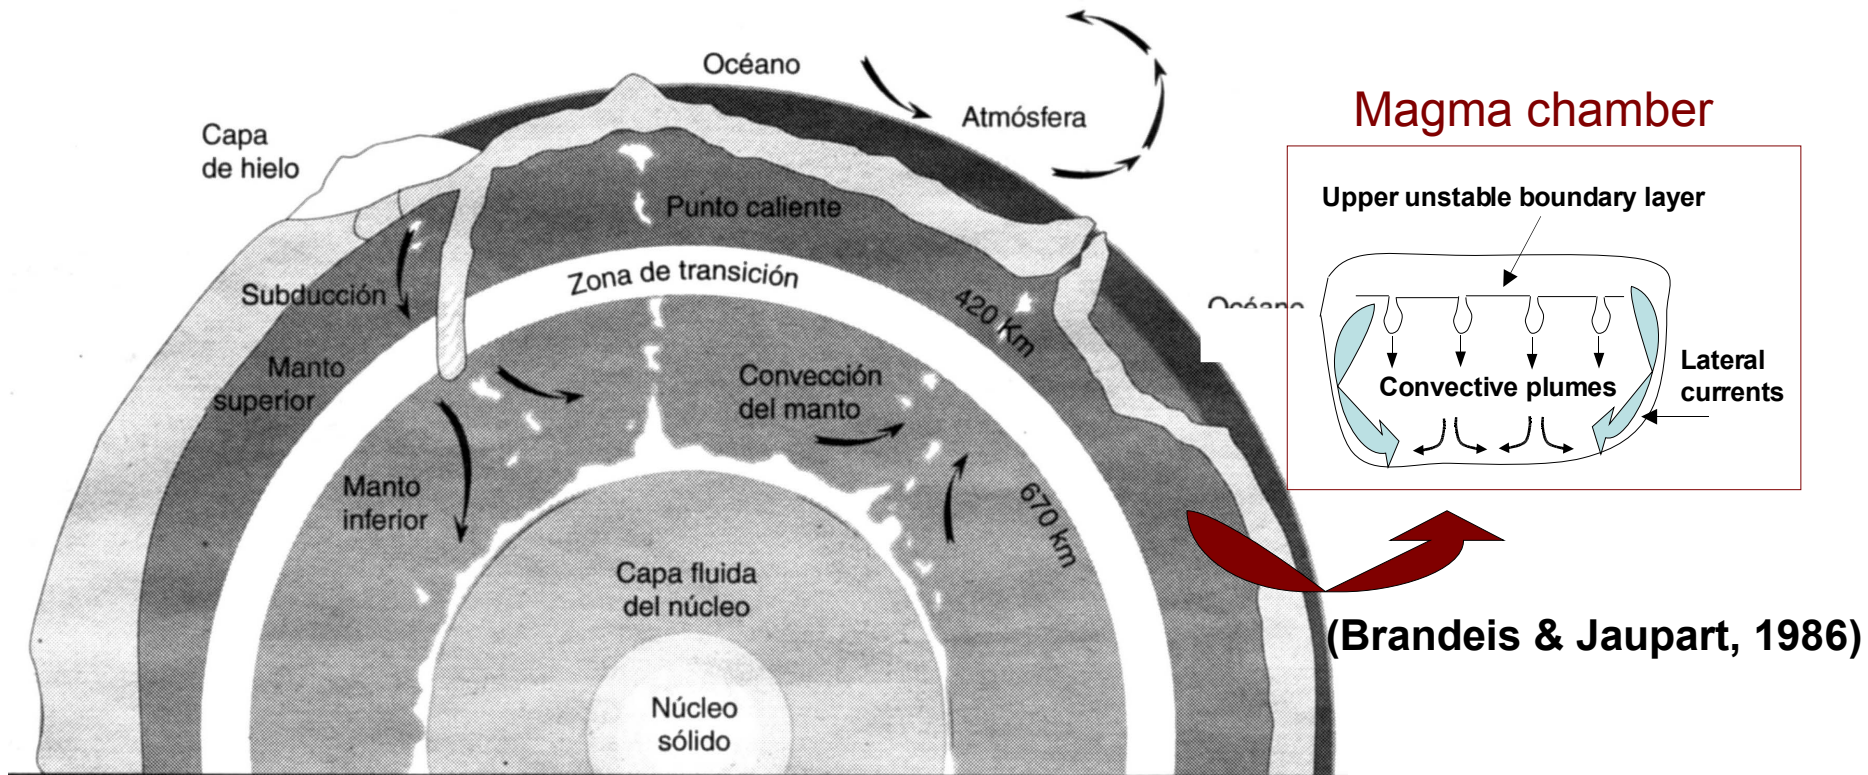 Océano
Atmósfera
Capa
de hielo
Punto caliente
Zona de transición
Subducción
420 Km
Océano
Manto
superior
Convección
del manto
Manto
inferior
670 km
Capa fluida
del núcleo
Núcleo
sólido
Magma chamber
Upper unstable boundary layer
Convective plumes
Lateral
currents
(Brandeis & Jaupart, 1986)